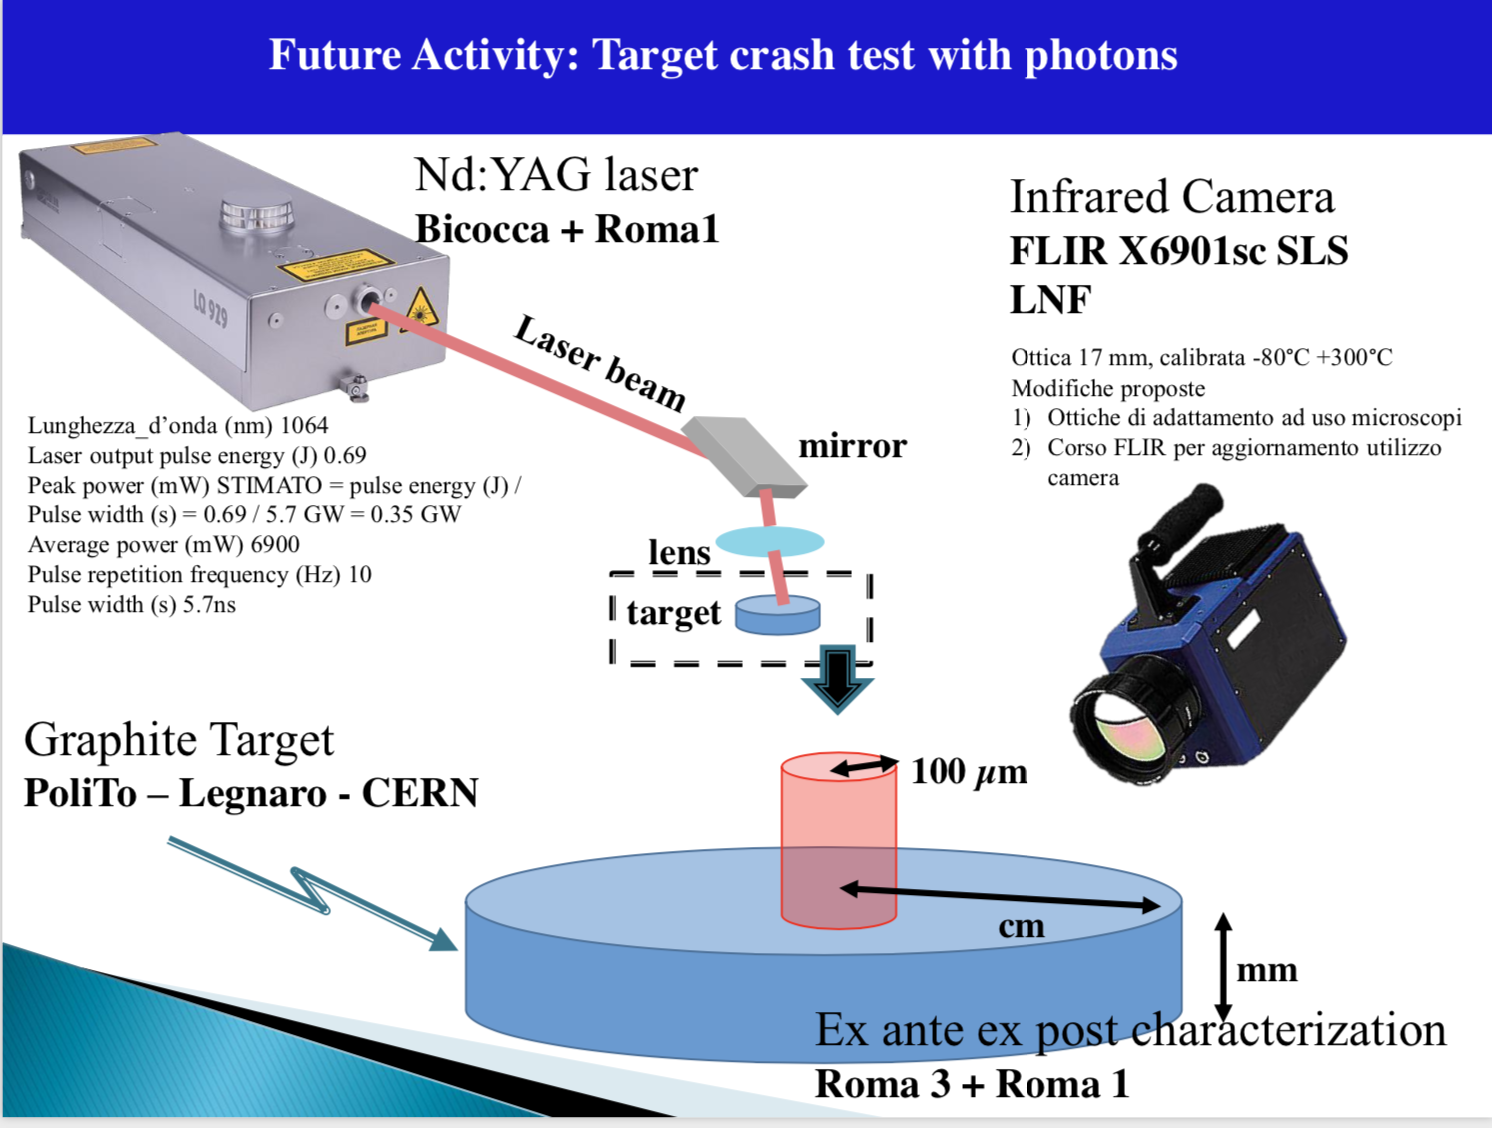 Future Activity: Target crash test with photons
Nd:YAG laser
Bicocca + Roma1
LQ 929
Laser beam
mirror
lens
target
Infrared Camera
FLIR X6901sc SLS
LNF
Ottica 17 mm, calibrata -80°C +300°C
Modifiche proposte
1) Ottiche di adattamento ad uso microscopi
2) Corso FLIR per aggiornamento utilizzo
camera
Lunghezza_d’onda (nm) 1064
Laser output pulse energy (J) 0.69
Peak power (mW) STIMATO = pulse energy (J) /
Pulse width (s) = 0.69 / 5.7 GW = 0.35 GW
Average power (mW) 6900
Pulse repetition frequency (Hz) 10
Pulse width (s) 5.7ns
Graphite Target
PoliTo – Legnaro - CERN
100 µm
cm
mm
Ex ante ex post characterization
Roma 3 + Roma 1